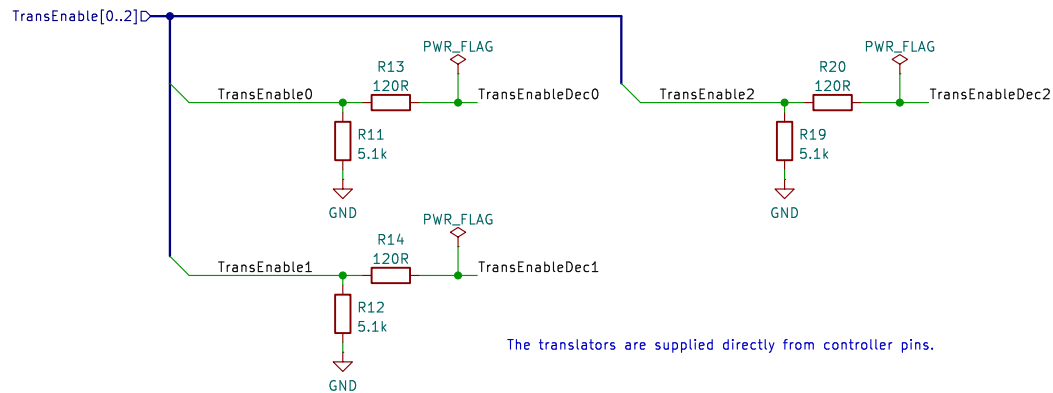 TransEnable[0..2]
PWR_FLAG
R13
120R
TransEnable0
TransEnableDec0
R11
5.1k
GND
PWR_FLAG
R20
120R
TransEnable2
TransEnableDec2
R19
5.1k
GND
PWR_FLAG
R14
120R
TransEnable1
TransEnableDec1
R12
5.1k
GND
The translators are supplied directly from controller pins.